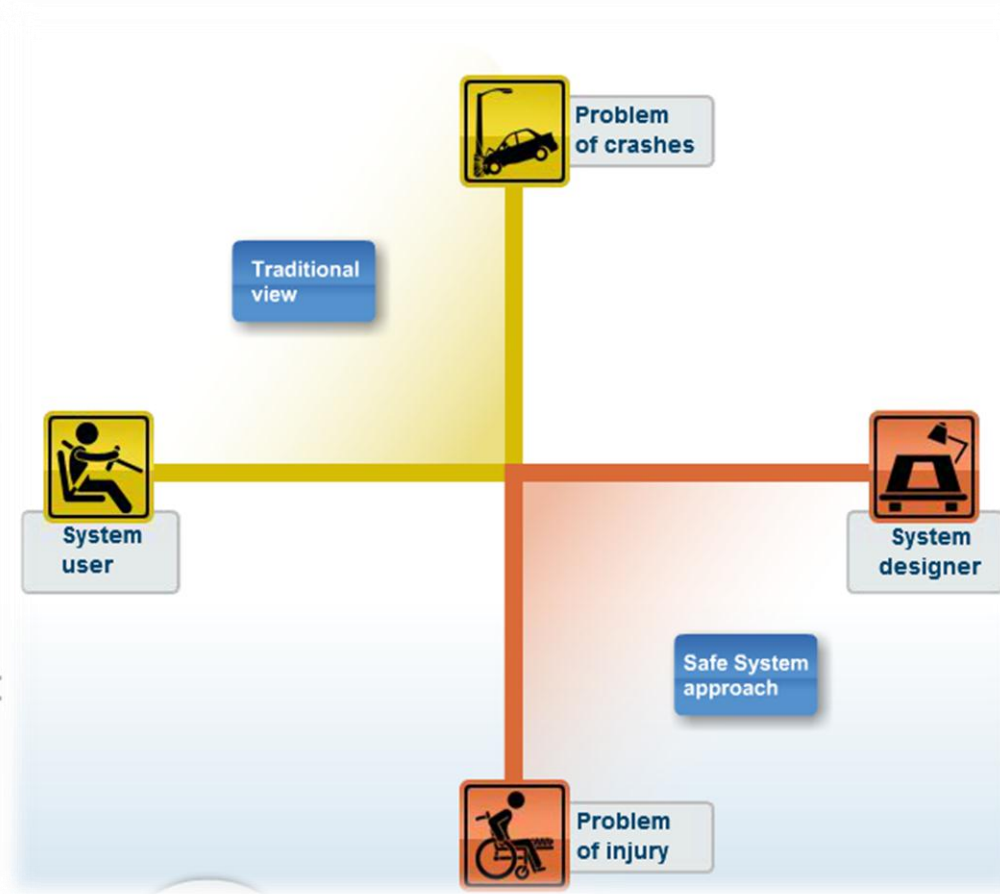 Problem
of crashes
Traditional
view
System
user
System
designer
Safe System
approach
Problem
of injury